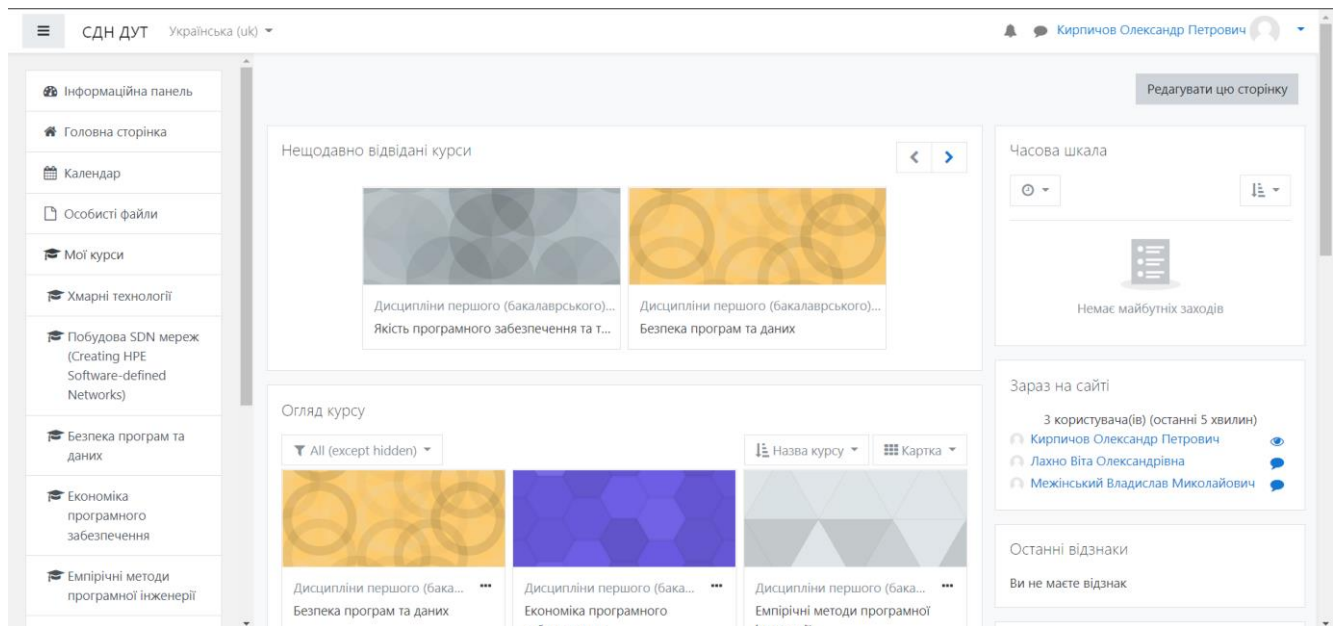 СДН ДУТ Українська (uk)
Кирпичов Олександр Петрович
Інформаційна панель
Головна сторінка
Календар
Особисті файли
Мої курси
Хмарні технології
Побудова SDN мереж
(Creating HPE
Software-defined
Networks)
Безпека програм та
даних
Економіка
програмного
забезпечення
Емпірічні методи
програмної інженерії
Редагувати цю сторінку
Нещодавно відвідані курси
Дисципліни першого (бакалаврського)...
Якість програмного забезпечення та т...
Дисципліни першого (бакалаврського)...
Безпека програм та даних
Огляд курсу
All (except hidden)
Назва курсу
Картка
Дисципліни першого (бака...
Безпека програм та даних
Дисципліни першого (бака...
Економіка програмного
Дисципліни першого (бака...
Емпірічні методи програмної
Часова шкала
Немає майбутніх заходів
Зараз на сайті
3 користувача(ів) (останні 5 хвилин)
Кирпичов Олександр Петрович
Лахно Віта Олександрівна
Межінський Владислав Миколайович
Останні відзнаки
Ви не маєте відзнак